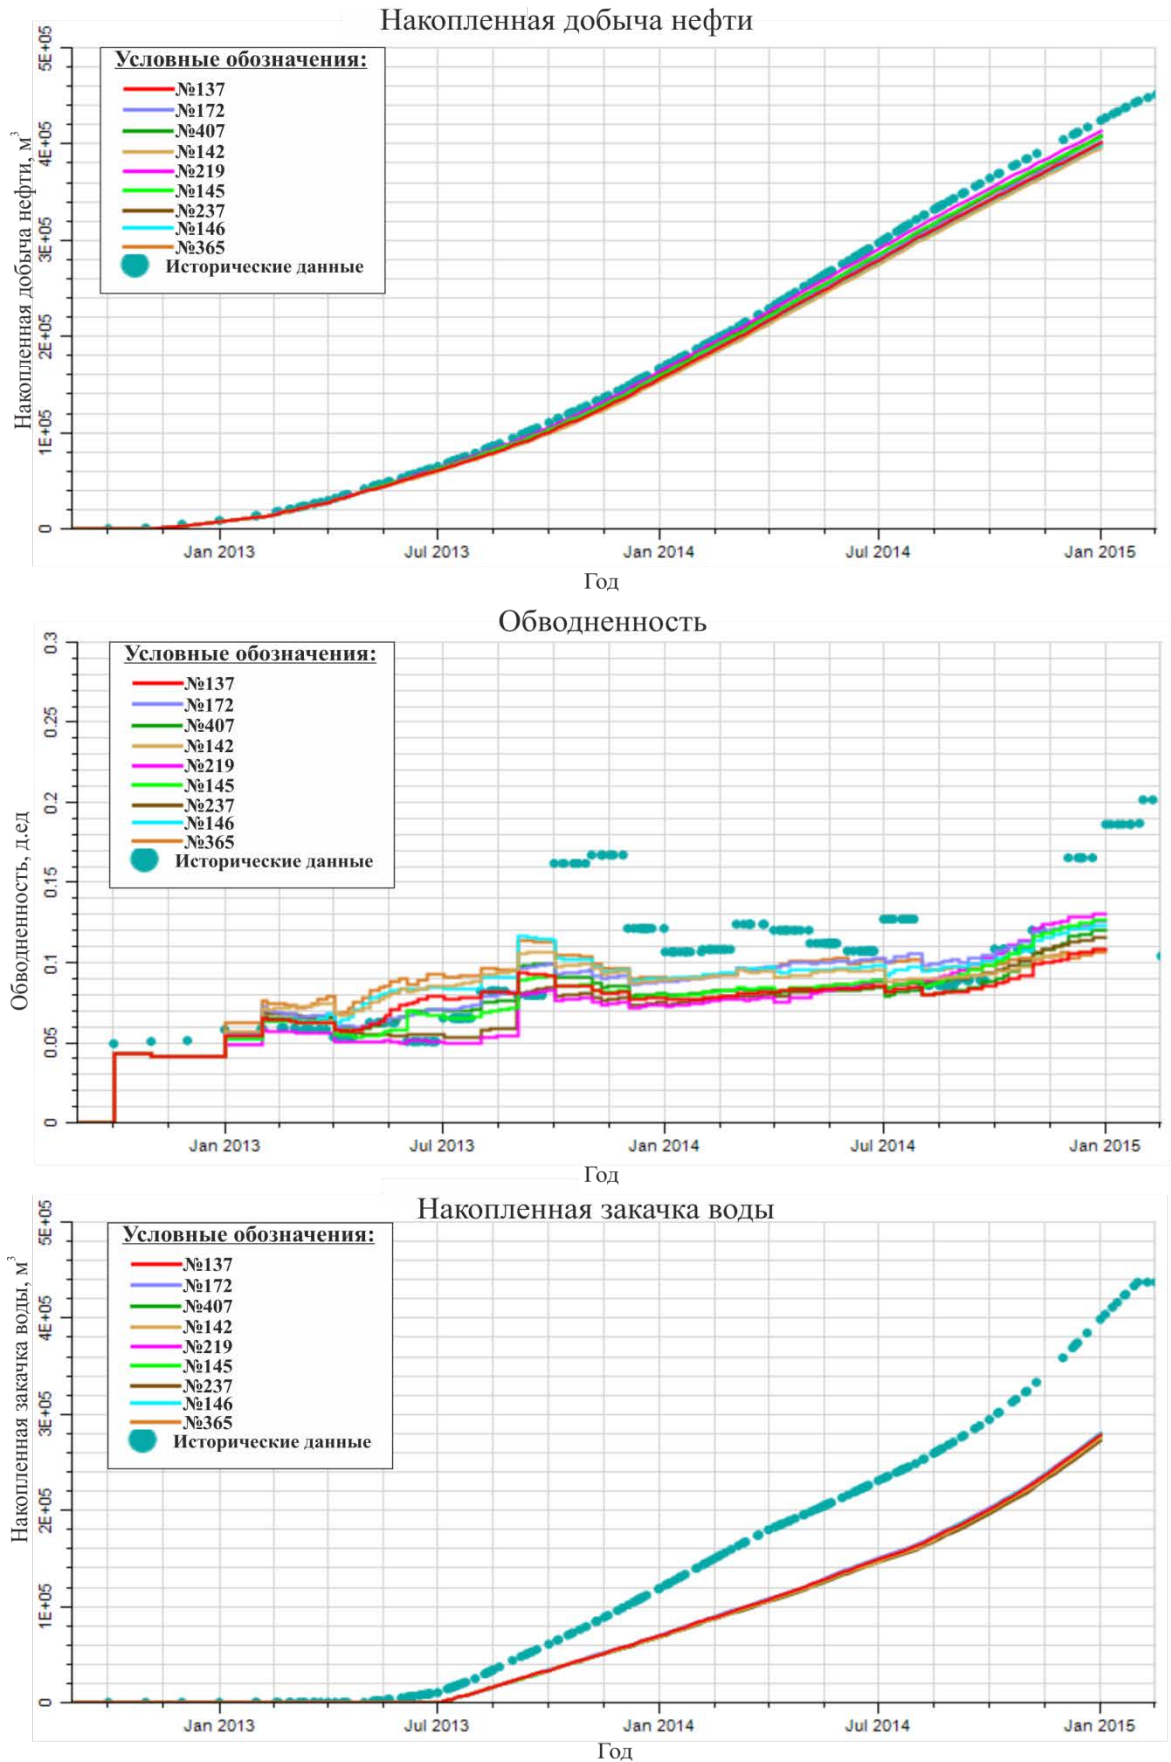 Накопленная добыча нефти
Накопленная добыча нефти, м³
5E+05
4E+05
3E+05
2E+05
1E+05
0
Условные обозначения:
№137
№172
№407
№142
№219
№145
№237
№146
№365
Исторические данные
Jan 2013 Jul 2013 Jan 2014 Jul 2014 Jan 2015
Год
Обводненность
Обводненность, д.ед
0.3
0.25
0.2
0.15
0.1
0.05
0
Условные обозначения:
№137
№172
№407
№142
№219
№145
№237
№146
№365
Исторические данные
Jan 2013 Jul 2013 Jan 2014 Jul 2014 Jan 2015
Год
Накопленная закачка воды
Накопленная закачка воды, м³
5E+05
4E+05
3E+05
2E+05
1E+05
0
Условные обозначения:
№137
№172
№407
№142
№219
№145
№237
№146
№365
Исторические данные
Jan 2013 Jul 2013 Jan 2014 Jul 2014 Jan 2015
Год